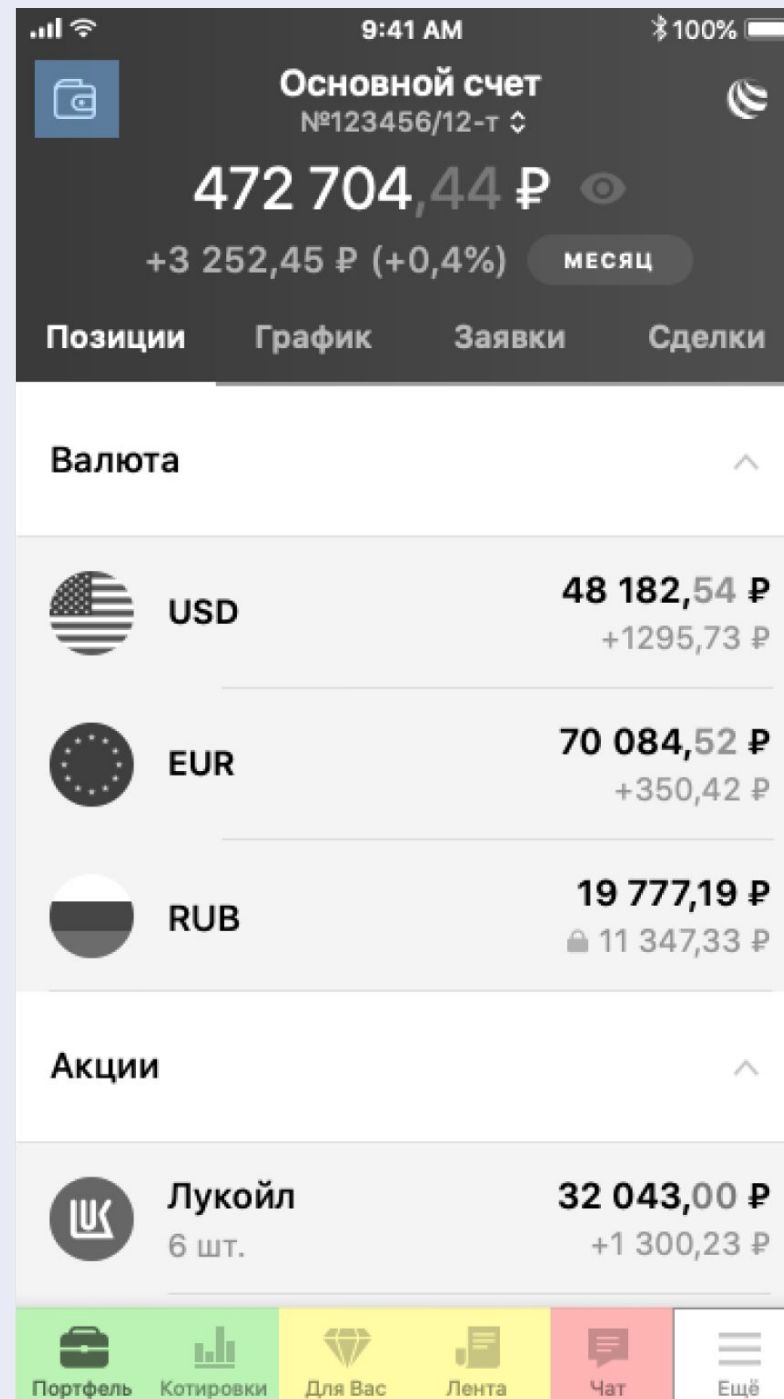 9:41 AM 100%
Основной счет
№123456/12-т
472 704,44 ₽
+3 252,45 ₽ (+0,4%) МЕСЯЦ
Позиции График Заявки Сделки
Валюта
USD 48 182,54 ₽
+1295,73 ₽
EUR 70 084,52 ₽
+350,42 ₽
RUB 19 777,19 ₽
11 347,33 ₽
Акции
LUK Лукойл 32 043,00 ₽
6 шт. +1 300,23 ₽
Портфель Котировки Для Вас Лента Чат Ещё